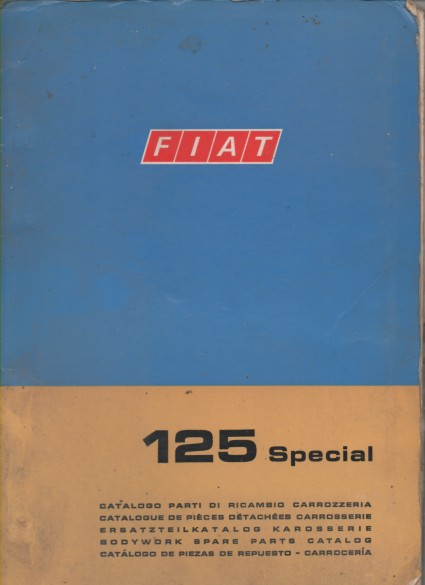 FIAT
125 Special
CATALOGO PARTI DI RICAMBIO CARROZZERIA
CATALOGUE DE PIÈCES DÉTACHÉES CARROSSERIE
ERSATZTEILKATALOG KAROSSERIE
BODYWORK SPARE PARTS CATALOG
CATÁLOGO DE PIEZAS DE REPUESTO - CARROCERÍA